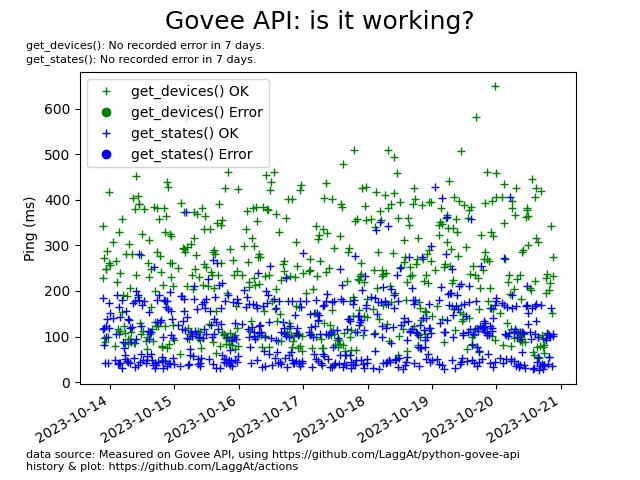 Govee API: is it working?
get_devices(): No recorded error in 7 days.
get_states(): No recorded error in 7 days.
get_devices() OK
get_devices() Error
get_states() OK
get_states() Error
600
500
400
300
200
100
0
Ping (ms)
2023-10-14
2023-10-15
2023-10-16
2023-10-17
2023-10-18
2023-10-19
2023-10-20
2023-10-21
data source: Measured on Govee API, using https://github.com/LaggAt/python-govee-api
history & plot: https://github.com/LaggAt/actions